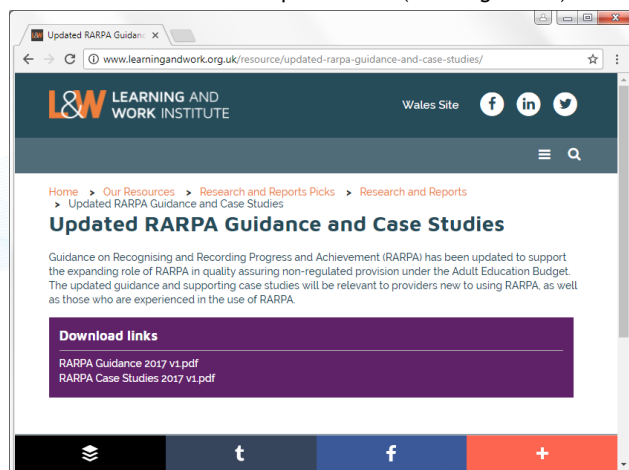 Updated RARPA Guidanc
www.learningandwork.org.uk/resource/updated-rarpa-guidance-and-case-studies/
L&W LEARNING AND
WORK INSTITUTE
Wales Site
Home > Our Resources > Research and Reports Picks > Research and Reports
> Updated RARPA Guidance and Case Studies
Updated RARPA Guidance and Case Studies
Guidance on Recognising and Recording Progress and Achievement (RARPA) has been updated to support
the expanding role of RARPA in quality assuring non-regulated provision under the Adult Education Budget.
The updated guidance and supporting case studies will be relevant to providers new to using RARPA, as well
as those who are experienced in the use of RARPA.
Download links
RARPA Guidance 2017 v1.pdf
RARPA Case Studies 2017 v1.pdf